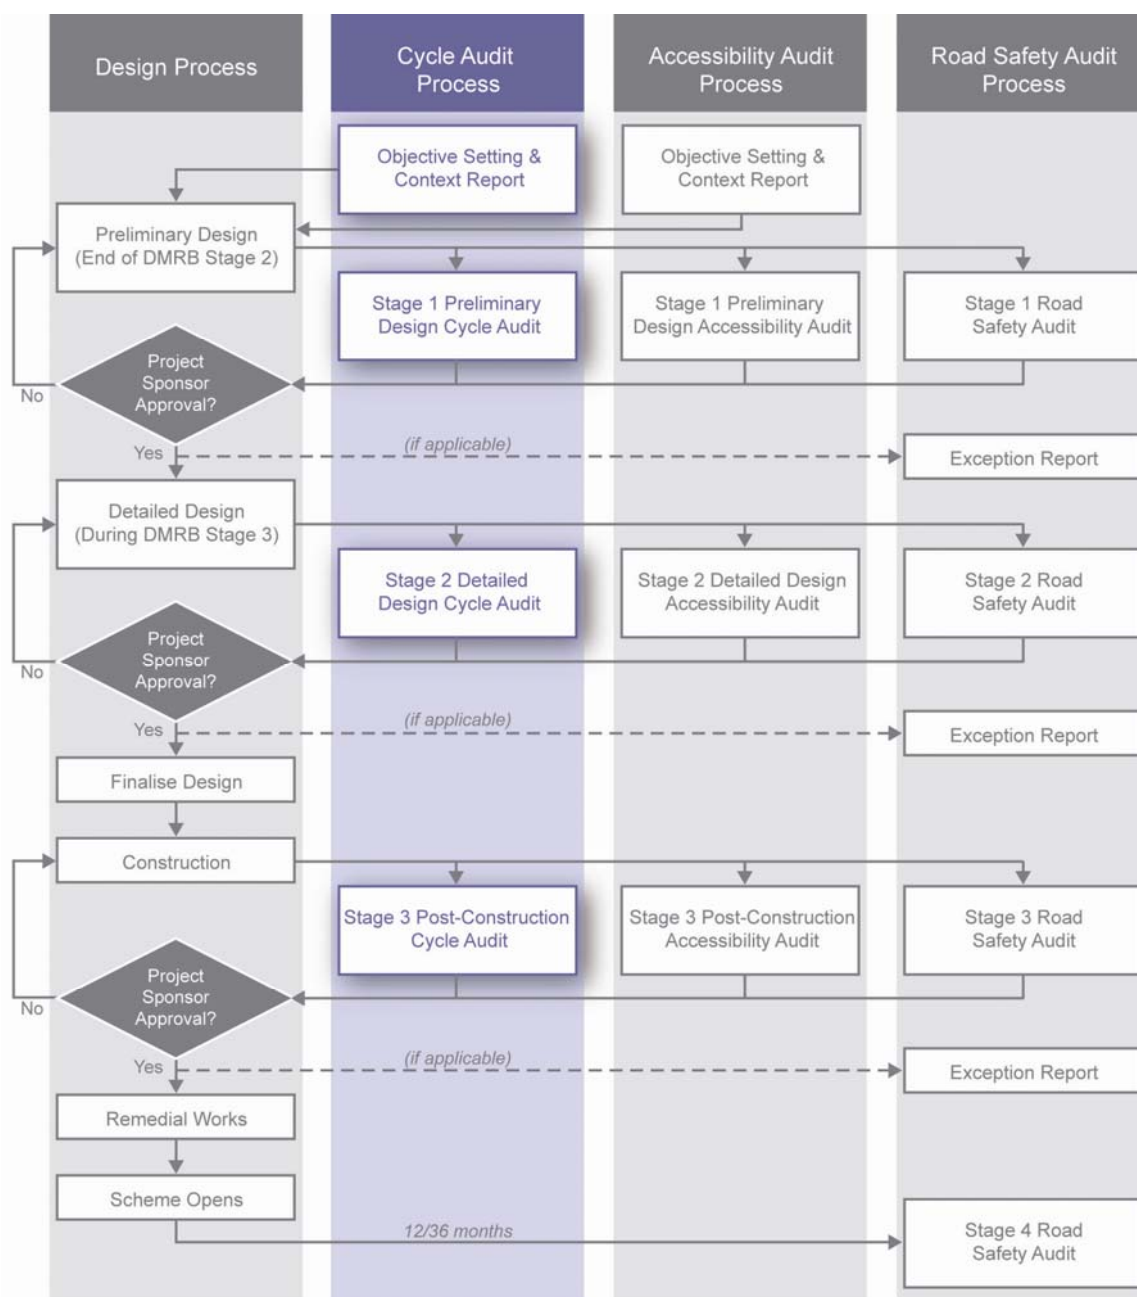 Design Process
Cycle Audit
Process
Accessibility Audit
Process
Road Safety Audit
Process
Objective Setting &
Context Report
Objective Setting &
Context Report
Preliminary Design
(End of DMRB Stage 2)
Stage 1 Preliminary
Design Cycle Audit
Stage 1 Preliminary
Design Accessibility Audit
Stage 1 Road
Safety Audit
Project
Sponsor
Approval?
No
Yes
(if applicable)
Exception Report
Detailed Design
(During DMRB Stage 3)
Stage 2 Detailed
Design Cycle Audit
Stage 2 Detailed Design
Accessibility Audit
Stage 2 Road
Safety Audit
Project
Sponsor
Approval?
No
Yes
(if applicable)
Exception Report
Finalise Design
Construction
Stage 3 Post-Construction
Cycle Audit
Stage 3 Post-Construction
Accessibility Audit
Stage 3 Road
Safety Audit
Project
Sponsor
Approval?
No
Yes
(if applicable)
Exception Report
Remedial Works
Scheme Opens
12/36 months
Stage 4 Road
Safety Audit